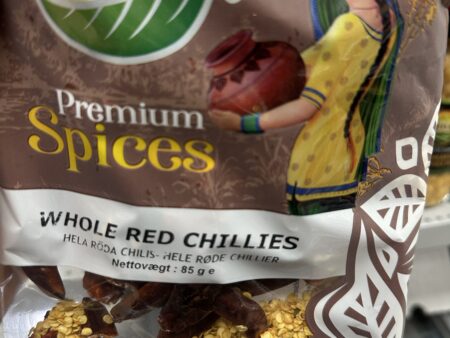 Premium
Spices
WHOLE RED CHILLIES
HELA RÖDA CHILIS- HELE RØDE CHILLIER
Nettovægt : 85 g e